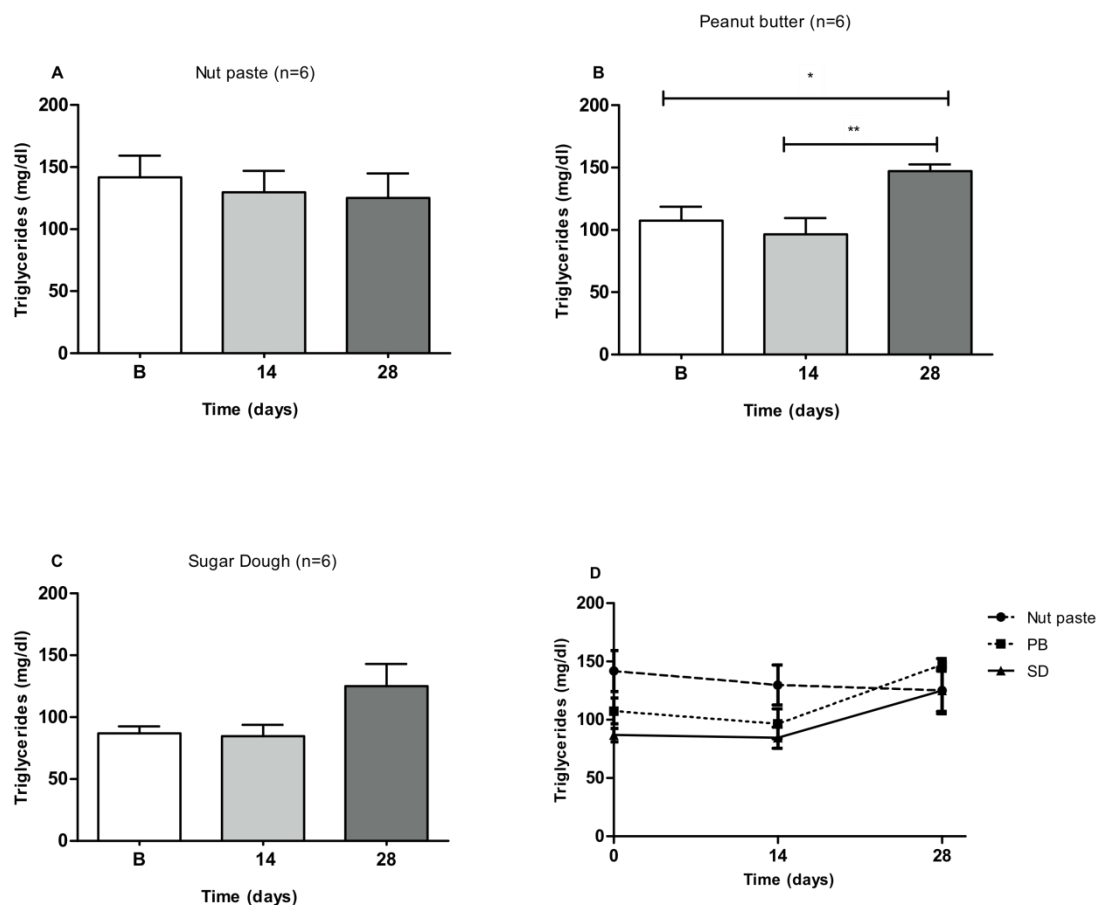 A
Nut paste (n=6)
Triglycerides (mg/dl)
200
150
100
50
0
B
14
28
Time (days)
Peanut butter (n=6)
B
*
**
Triglycerides (mg/dl)
200
150
100
50
0
B
14
28
Time (days)
C
Sugar Dough (n=6)
Triglycerides (mg/dl)
200
150
100
50
0
B
14
28
Time (days)
D
Triglycerides (mg/dl)
200
150
100
50
0
0
14
28
Time (days)
Nut paste
PB
SD